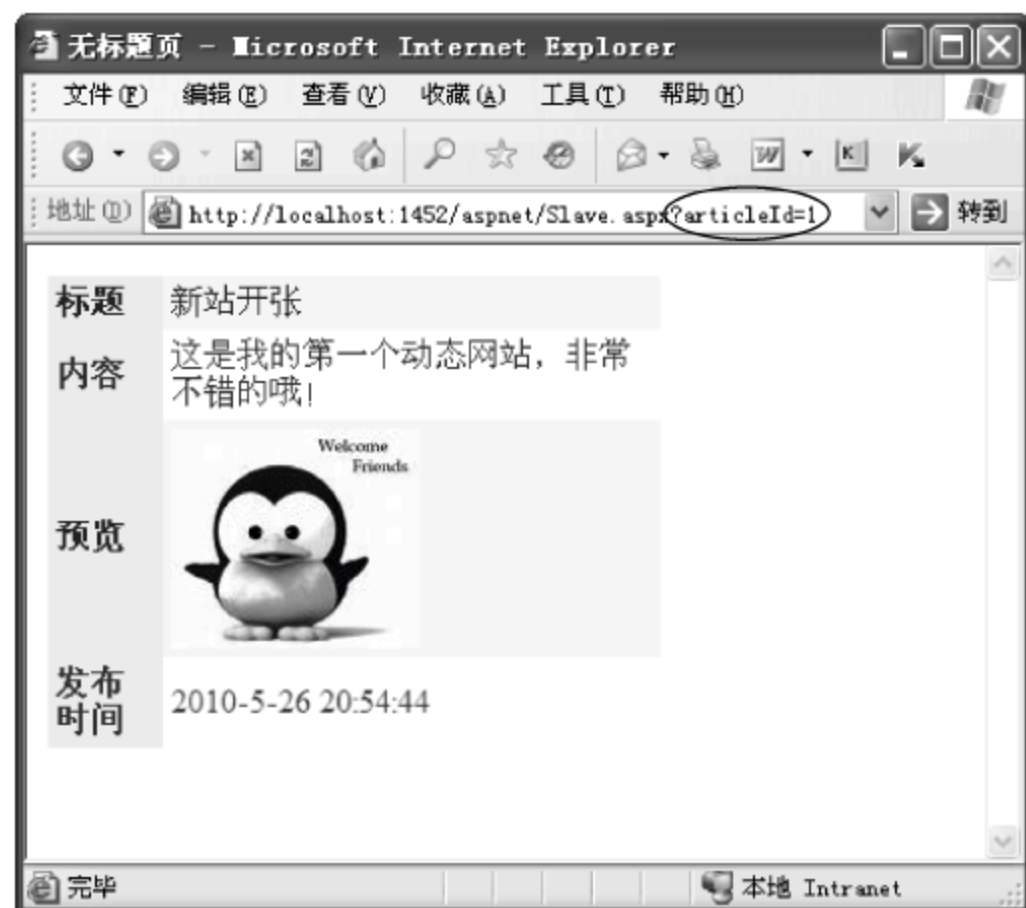 无标题页 - Microsoft Internet Explorer
文件(F) 编辑(E) 查看(V) 收藏(A) 工具(T) 帮助(H)
地址(D) http://localhost:1452/aspnet/Slave.aspx?articleId=1 转到
标题 新站开张
内容 这是我的第一个动态网站，非常
不错的哦！
预览
Welcome
Friends
发布
时间
2010-5-26 20:54:44
完毕 本地 Intranet